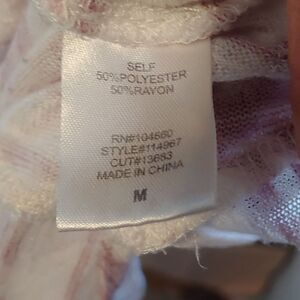 SELF
50%POLYESTER
50%RAYON
RN#104660
STYLE#114967
CUT#13683
MADE IN CHINA
M